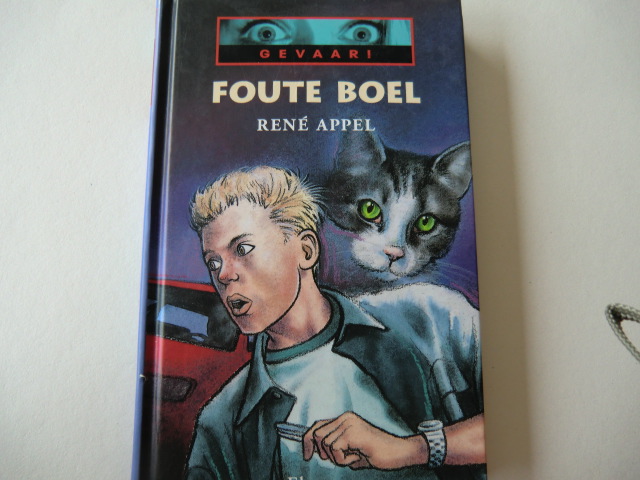 GEVAAR!
FOUTE BOEL
RENÉ APPEL